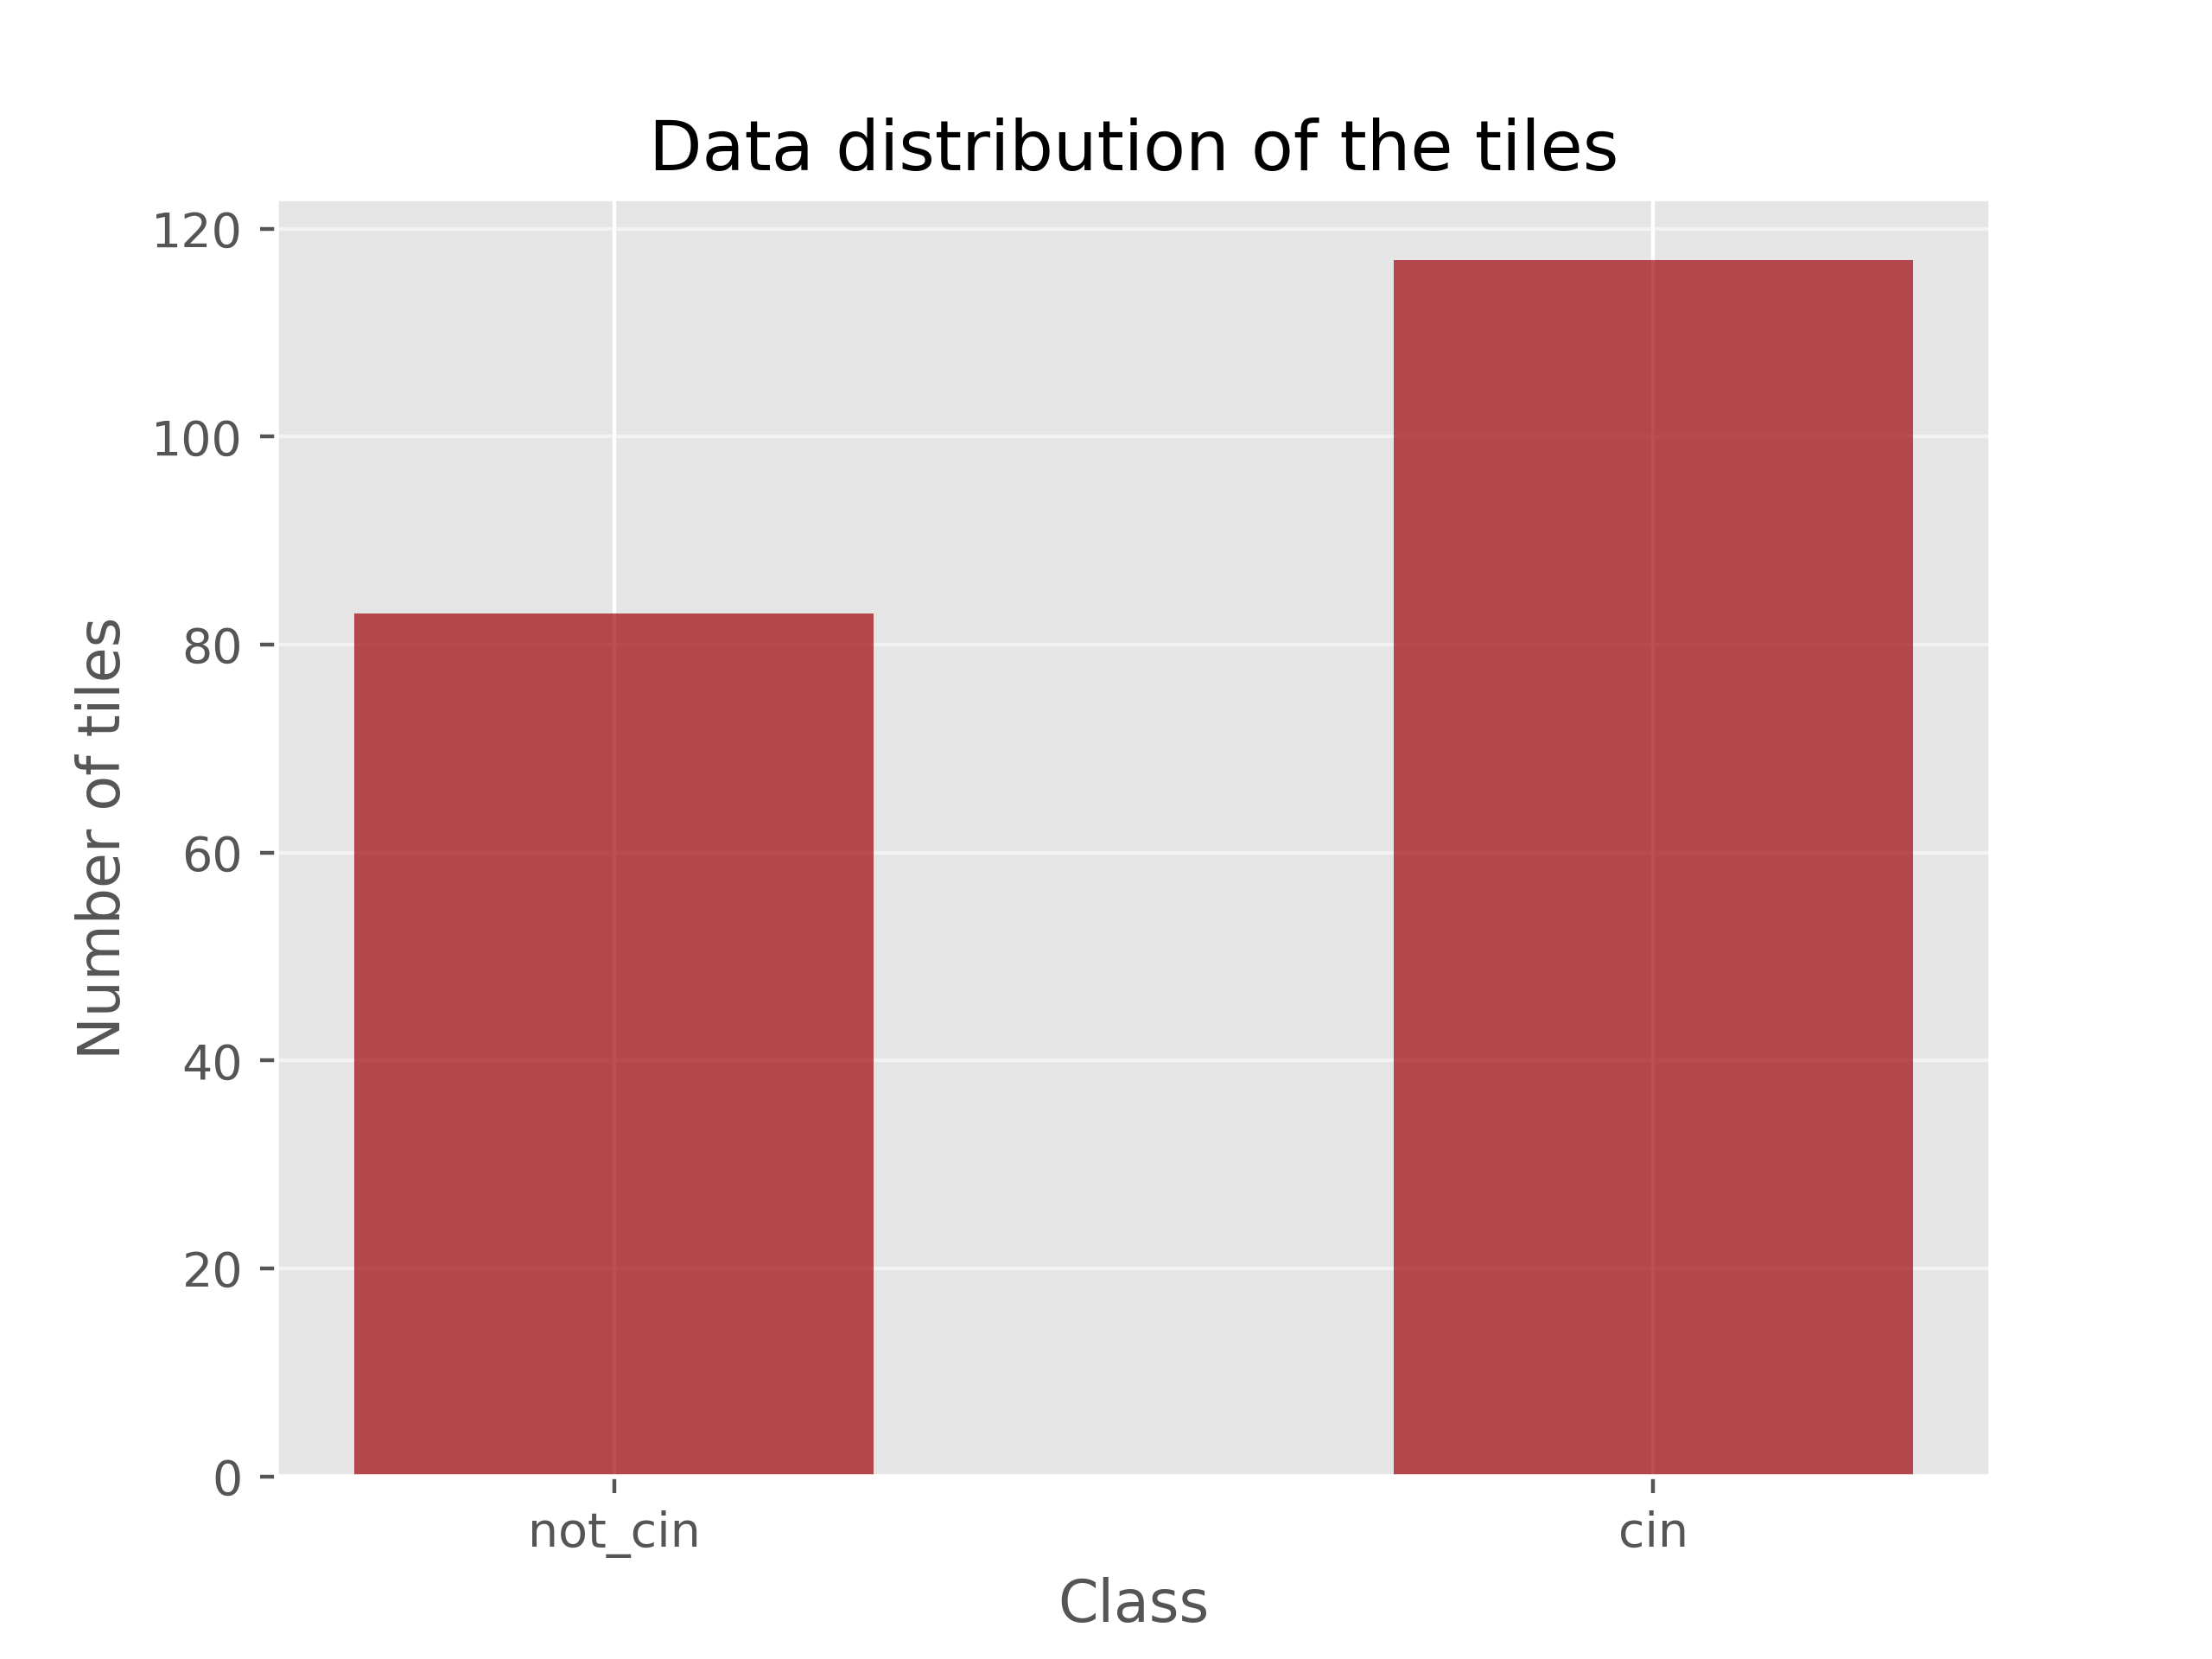 Data distribution of the tiles
120
100
80
60
40
20
0
Number of tiles
not_cin
cin
Class